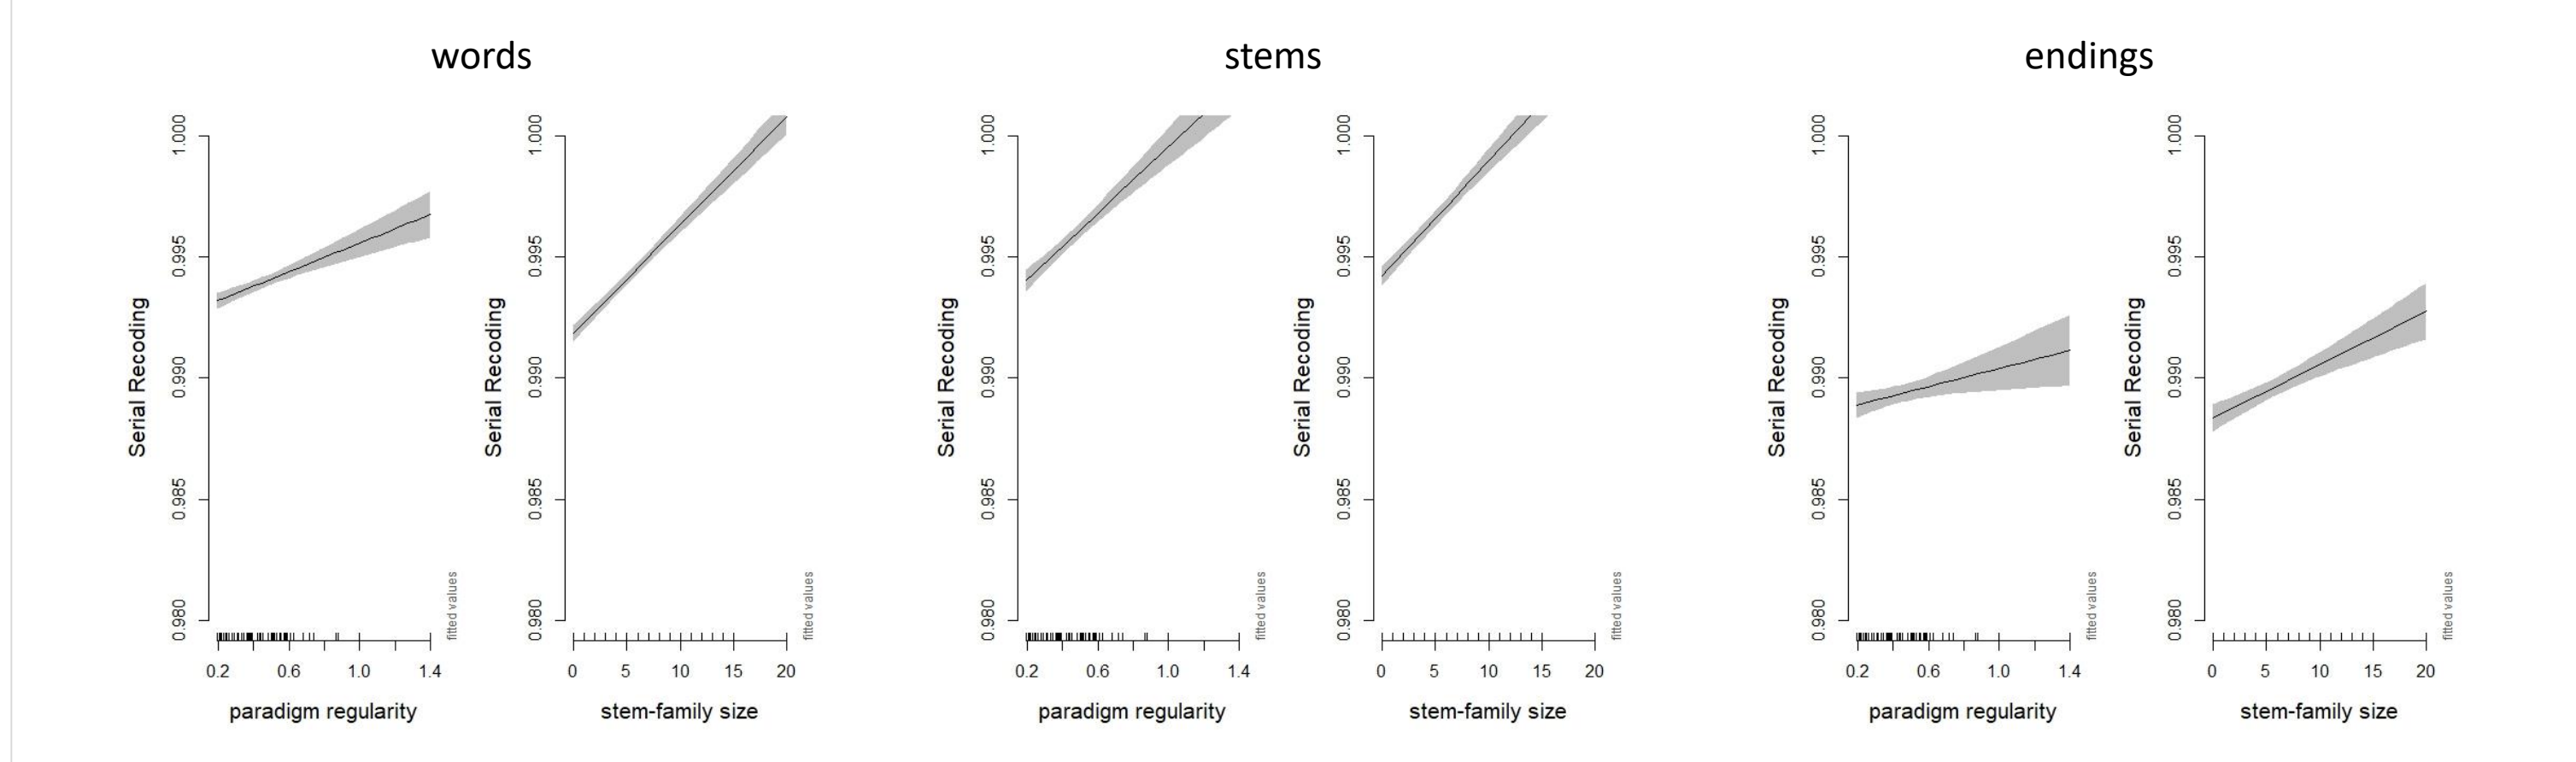 words
stems
endings
Serial Recoding
0.980 0.985 0.990 0.995 1.000
0.2 0.6 1.0 1.4
paradigm regularity
fitted values
Serial Recoding
0.980 0.985 0.990 0.995 1.000
0 5 10 15 20
stem-family size
fitted values
Serial Recoding
0.980 0.985 0.990 0.995 1.000
0.2 0.6 1.0 1.4
paradigm regularity
fitted values
Serial Recoding
0.980 0.985 0.990 0.995 1.000
0 5 10 15 20
stem-family size
fitted values
Serial Recoding
0.980 0.985 0.990 0.995 1.000
0.2 0.6 1.0 1.4
paradigm regularity
fitted values
Serial Recoding
0.980 0.985 0.990 0.995 1.000
0 5 10 15 20
stem-family size
fitted values